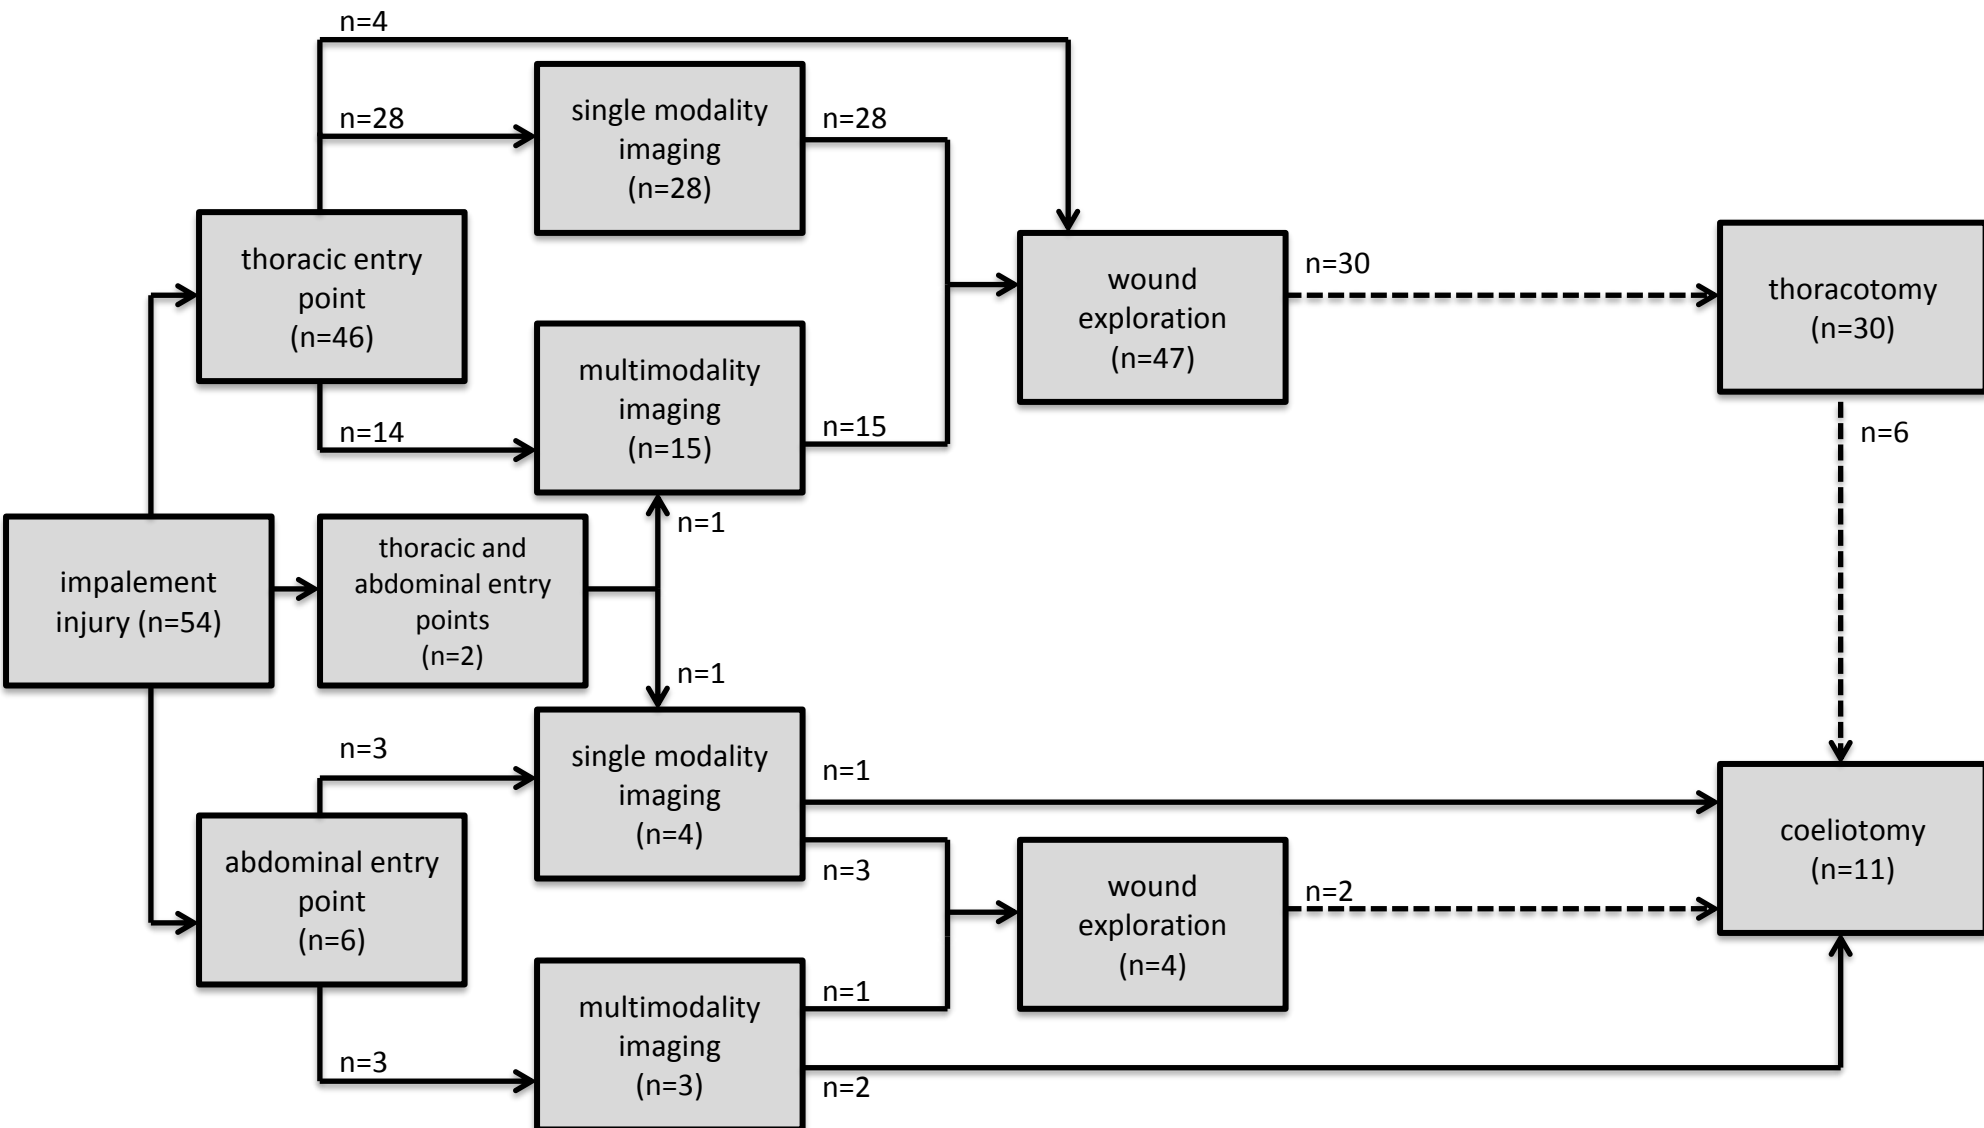 n=4
n=28
single modality
imaging
(n=28)
n=28
thoracic entry
point
(n=46)
n=14
multimodality
imaging
(n=15)
n=15
wound
exploration
(n=47)
n=30
thoracotomy
(n=30)
n=6
impalement
injury (n=54)
thoracic and
abdominal entry
points
(n=2)
n=1
n=1
abdominal entry
point
(n=6)
n=3
single modality
imaging
(n=4)
n=1
n=3
n=3
multimodality
imaging
(n=3)
n=1
n=2
wound
exploration
(n=4)
n=2
coeliotomy
(n=11)